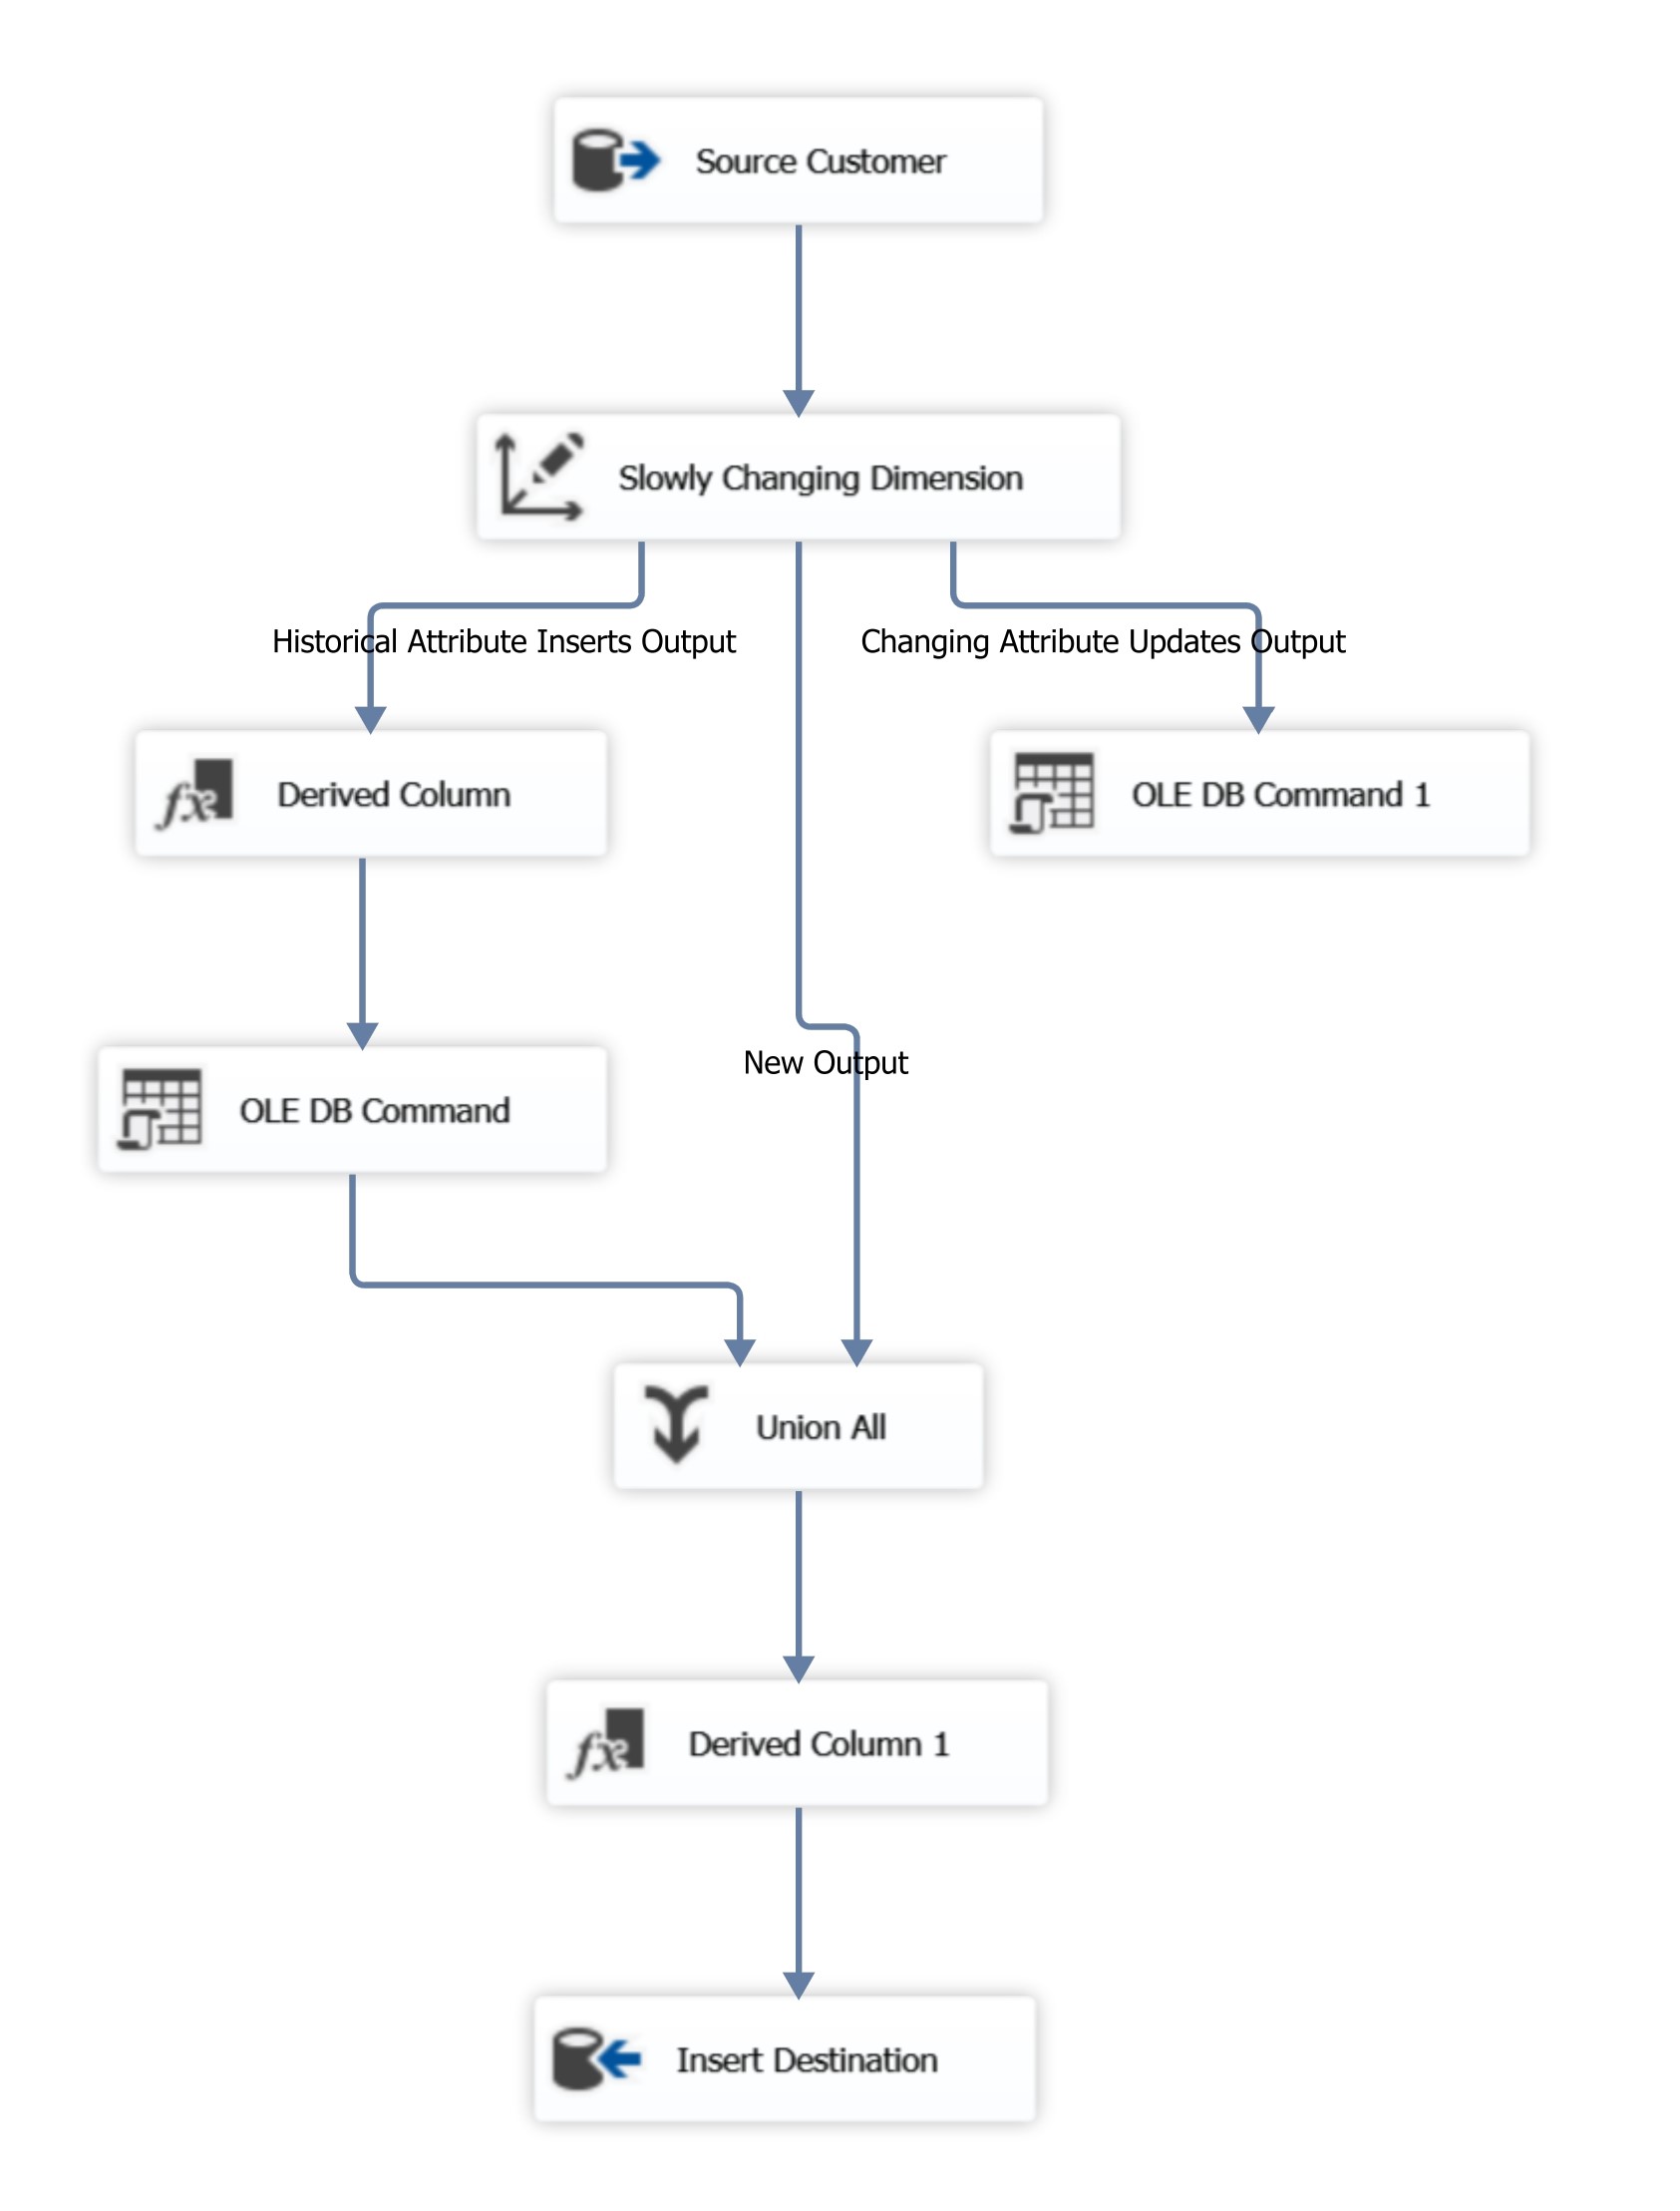 Source Customer
Slowly Changing Dimension
Historical Attribute Inserts Output
Changing Attribute Updates Output
Derived Column
OLE DB Command 1
New Output
OLE DB Command
Union All
Derived Column 1
Insert Destination